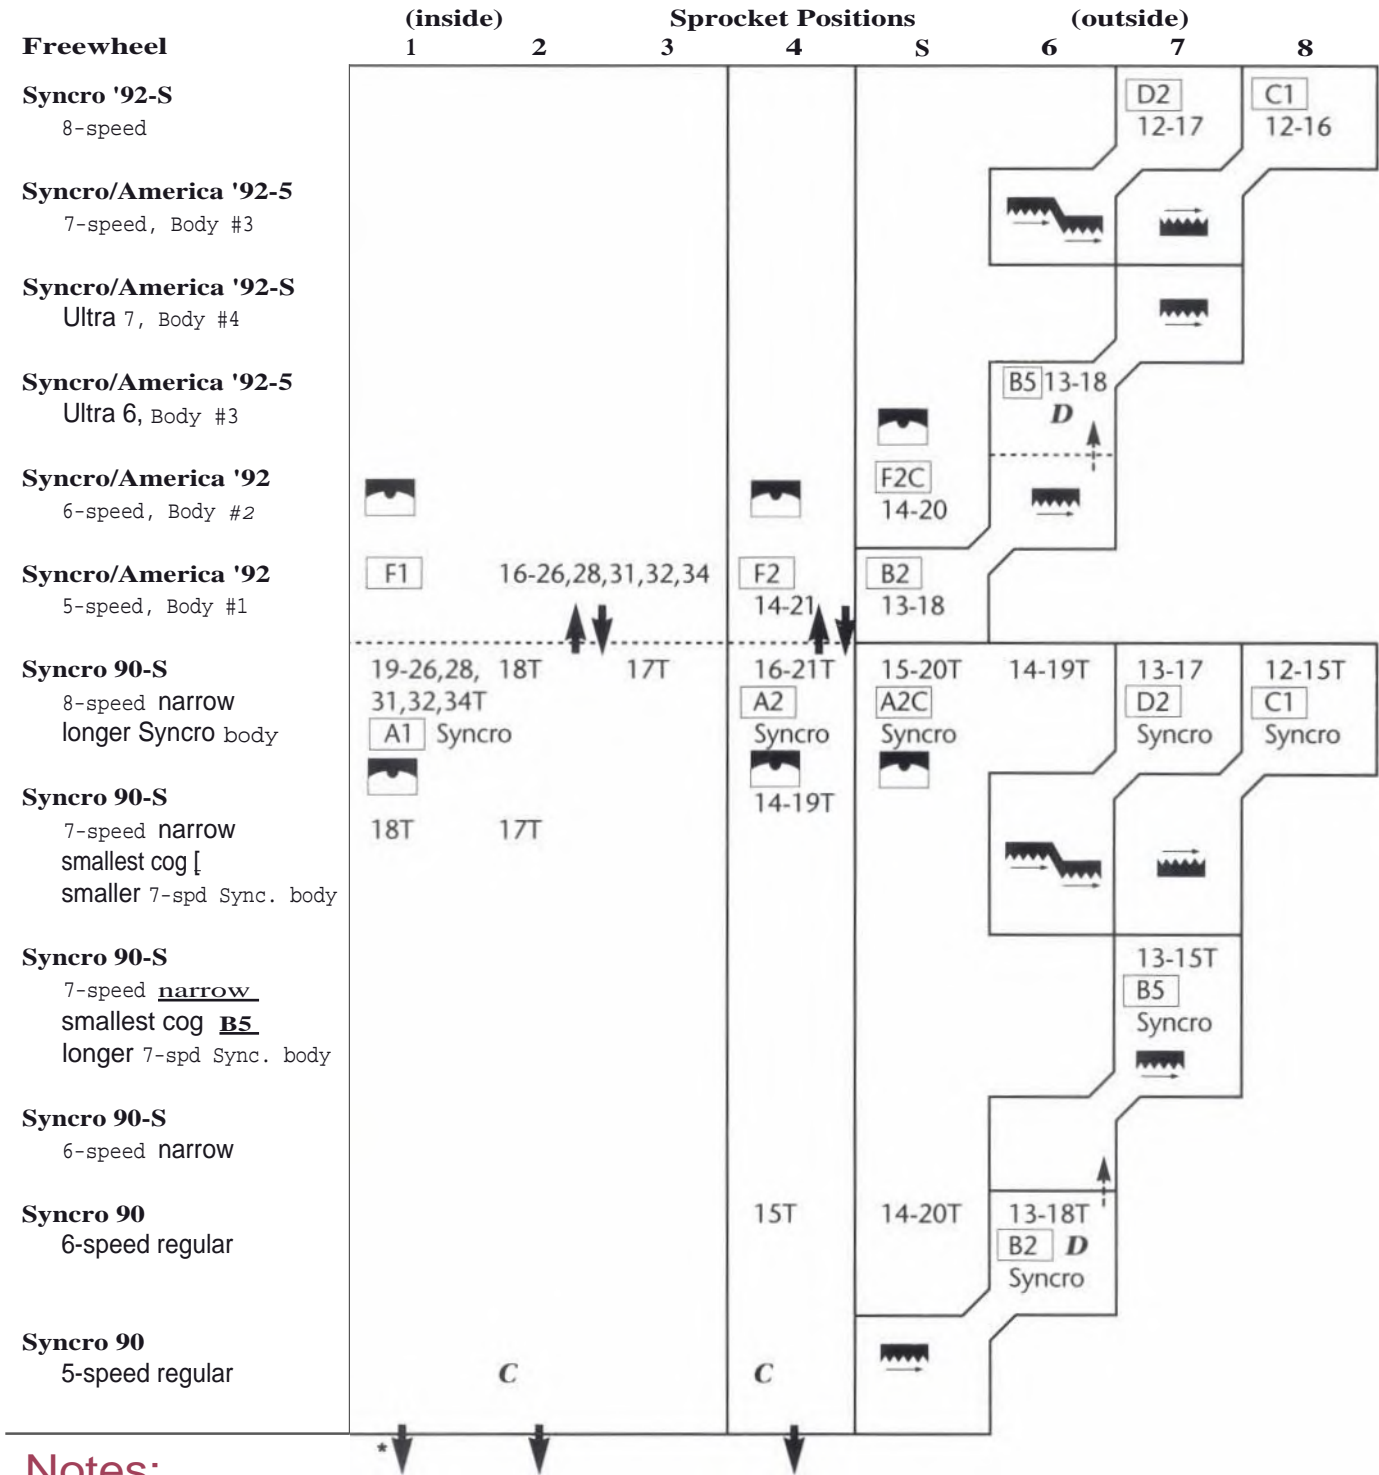 (inside) Sprocket Positions (outside)
Freewheel 1 2 3 4 S 6 7 8
Syncro '92-S D2 C1
8-speed 12-17 12-16
Syncro/America '92-5
7-speed, Body #3
Syncro/America '92-S
Ultra 7, Body #4
Syncro/America '92-5 B5 13-18
Ultra 6, Body #3 D
Syncro/America '92 F2C
6-speed, Body #2 14-20
Syncro/America '92 F1 16-26,28,31,32,34 F2 B2
5-speed, Body #1 14-21 13-18
Syncro 90-S 19-26,28, 18T 17T 16-21T 15-20T 14-19T 13-17 12-15T
8-speed narrow 31,32,34T A2 A2C D2 C1
longer Syncro body A1 Syncro Syncro Syncro Syncro Syncro
Syncro 90-S 14-19T
7-speed narrow 18T 17T
smallest cog [
smaller 7-spd Sync. body
Syncro 90-S 13-15T
7-speed narrow B5
smallest cog B5 Syncro
longer 7-spd Sync. body
Syncro 90-S
6-speed narrow
Syncro 90 15T 14-20T 13-18T
6-speed regular B2 D
Syncro
Syncro 90
5-speed regular C C
*
Notes: